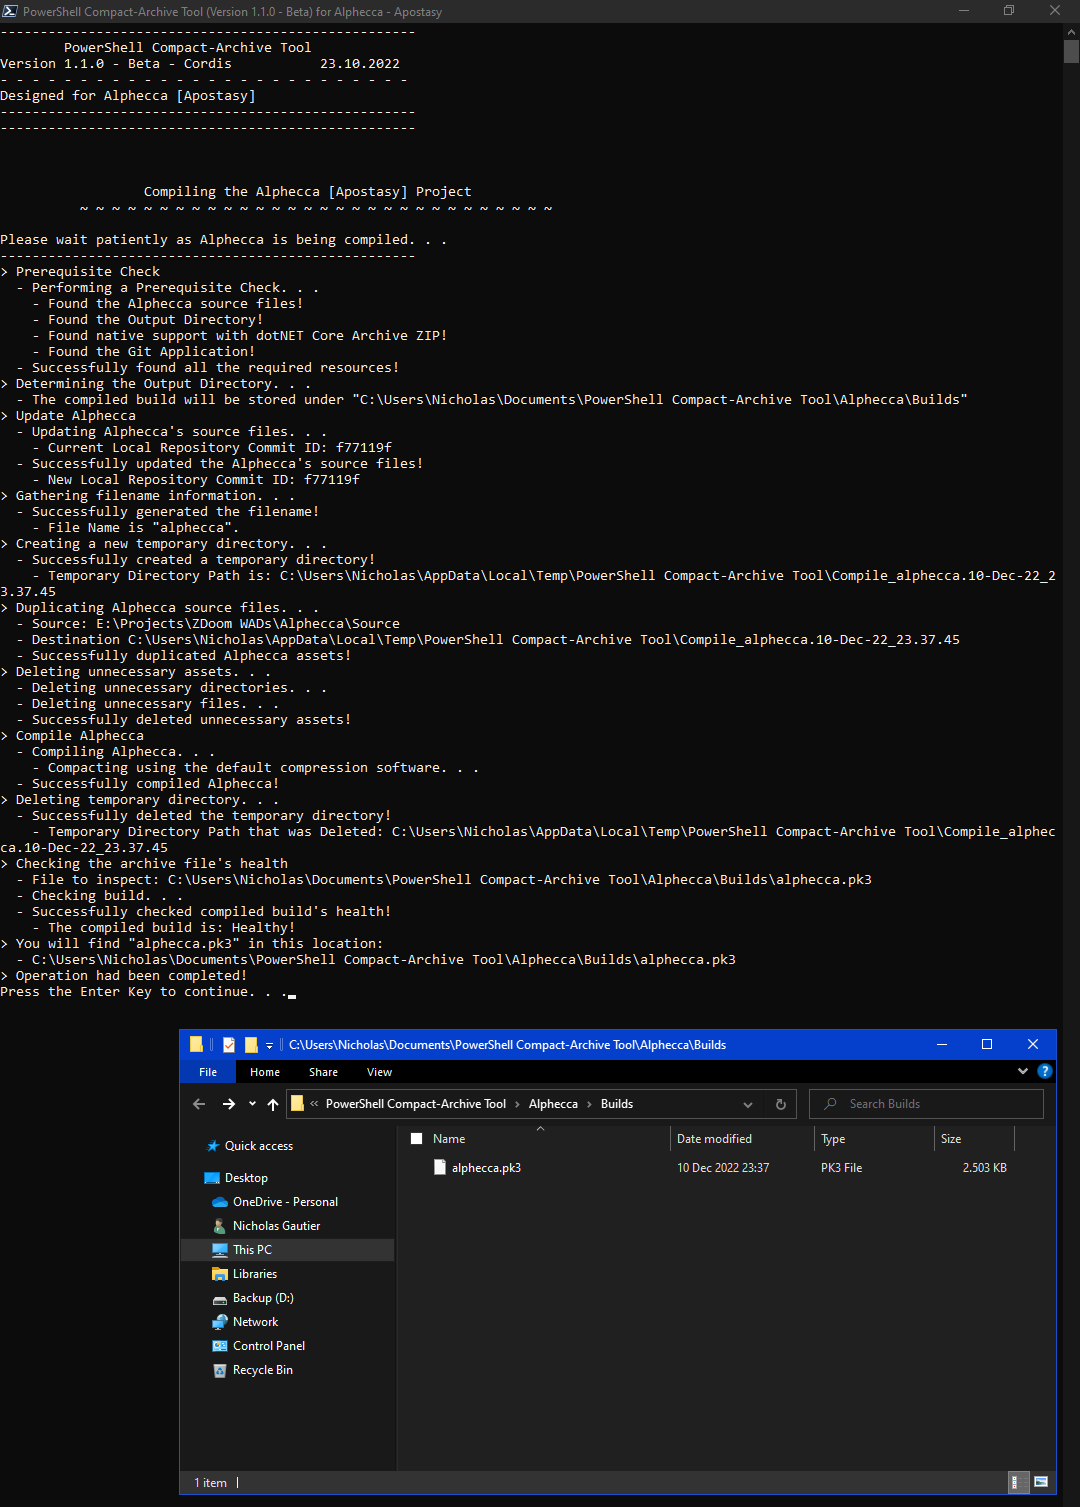 PowerShell Compact-Archive Tool (Version 1.1.0 - Beta) for Alphecca - Apostasy
----------------------------------------------------
PowerShell Compact-Archive Tool
Version 1.1.0 - Beta - Cordis 23.10.2022
- - - - - - - - - - - - - - - - - - - - - - - - - -
Designed for Alphecca [Apostasy]
----------------------------------------------------
----------------------------------------------------
Compiling the Alphecca [Apostasy] Project
~ ~ ~ ~ ~ ~ ~ ~ ~ ~ ~ ~ ~ ~ ~ ~ ~ ~ ~ ~ ~ ~ ~ ~ ~ ~ ~ ~ ~ ~
Please wait patiently as Alphecca is being compiled. . .
----------------------------------------------------
> Prerequisite Check
- Performing a Prerequisite Check. . .
- Found the Alphecca source files!
- Found the Output Directory!
- Found native support with dotNET Core Archive ZIP!
- Found the Git Application!
- Successfully found all the required resources!
> Determining the Output Directory. . .
- The compiled build will be stored under "C:\Users\Nicholas\Documents\PowerShell Compact-Archive Tool\Alphecca\Builds"
> Update Alphecca
- Updating Alphecca's source files. . .
- Current Local Repository Commit ID: f77119f
- Successfully updated the Alphecca's source files!
- New Local Repository Commit ID: f77119f
> Gathering filename information. . .
- Successfully generated the filename!
- File Name is "alphecca".
> Creating a new temporary directory. . .
- Successfully created a temporary directory!
- Temporary Directory Path is: C:\Users\Nicholas\AppData\Local\Temp\PowerShell Compact-Archive Tool\Compile_alphecca.10-Dec-22_2
3.37.45
> Duplicating Alphecca source files. . .
- Source: E:\Projects\ZDoom WADs\Alphecca\Source
- Destination C:\Users\Nicholas\AppData\Local\Temp\PowerShell Compact-Archive Tool\Compile_alphecca.10-Dec-22_23.37.45
- Successfully duplicated Alphecca assets!
> Deleting unnecessary assets. . .
- Deleting unnecessary directories. . .
- Deleting unnecessary files. . .
- Successfully deleted unnecessary assets!
> Compile Alphecca
- Compiling Alphecca. . .
- Compacting using the default compression software. . .
- Successfully compiled Alphecca!
> Deleting temporary directory. . .
- Successfully deleted the temporary directory!
- Temporary Directory Path that was Deleted: C:\Users\Nicholas\AppData\Local\Temp\PowerShell Compact-Archive Tool\Compile_alphec
ca.10-Dec-22_23.37.45
> Checking the archive file's health
- File to inspect: C:\Users\Nicholas\Documents\PowerShell Compact-Archive Tool\Alphecca\Builds\alphecca.pk3
- Checking build. . .
- Successfully checked compiled build's health!
- The compiled build is: Healthy!
> You will find "alphecca.pk3" in this location:
- C:\Users\Nicholas\Documents\PowerShell Compact-Archive Tool\Alphecca\Builds\alphecca.pk3
> Operation had been completed!
Press the Enter Key to continue. . ._
C:\Users\Nicholas\Documents\PowerShell Compact-Archive Tool\Alphecca\Builds
File Home Share View
« PowerShell Compact-Archive Tool > Alphecca > Builds Search Builds
Quick access
Desktop
OneDrive - Personal
Nicholas Gautier
This PC
Libraries
Backup (D:)
Network
Control Panel
Recycle Bin
Name Date modified Type Size
alphecca.pk3 10 Dec 2022 23:37 PK3 File 2.503 KB
1 item